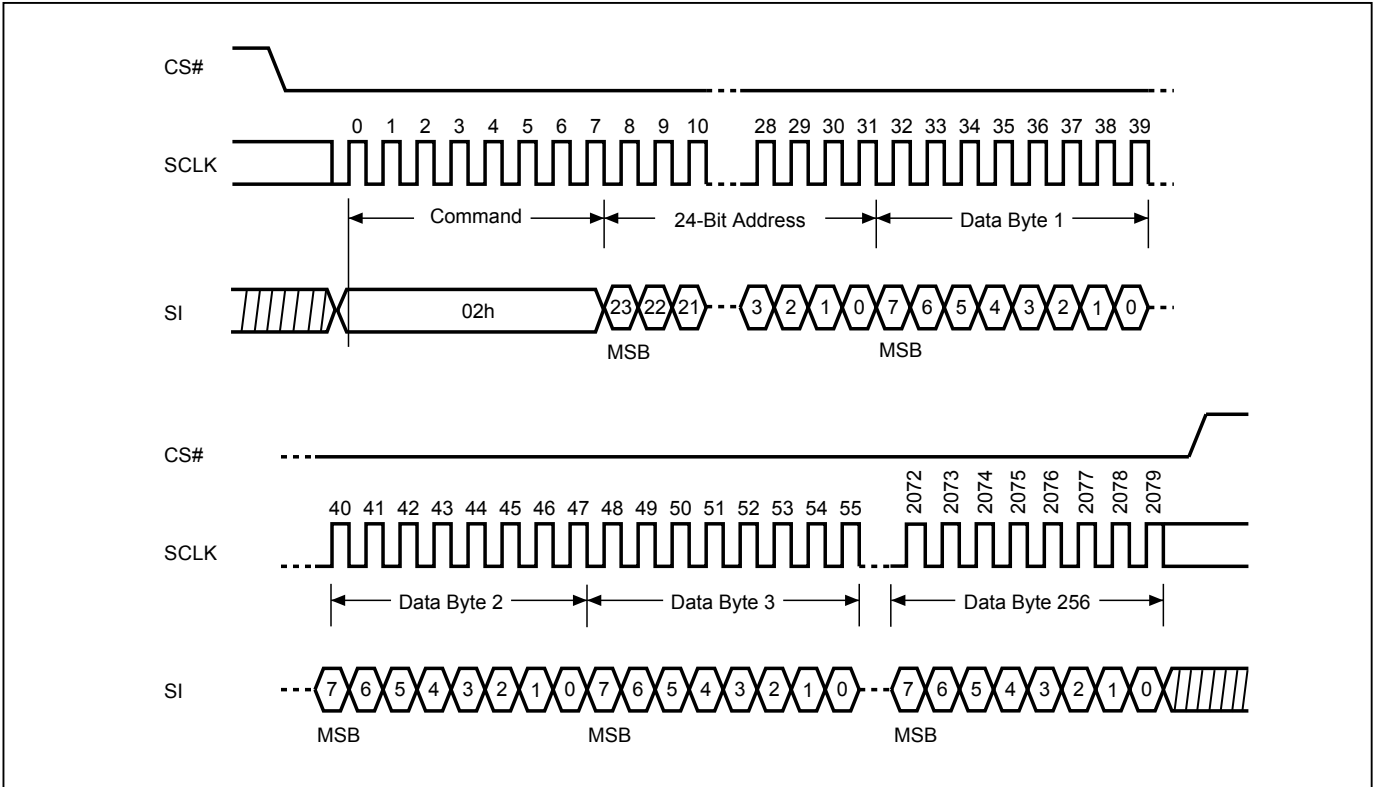 CS#
0 1 2 3 4 5 6 7 8 9 10 28 29 30 31 32 33 34 35 36 37 38 39
SCLK
Command 24-Bit Address Data Byte 1
SI 02h 23 22 21 3 2 1 0 7 6 5 4 3 2 1 0
MSB MSB
CS#
40 41 42 43 44 45 46 47 48 49 50 51 52 53 54 55 2072 2073 2074 2075 2076 2077 2078 2079
SCLK
Data Byte 2 Data Byte 3 Data Byte 256
SI 7 6 5 4 3 2 1 0 7 6 5 4 3 2 1 0 7 6 5 4 3 2 1 0
MSB MSB MSB